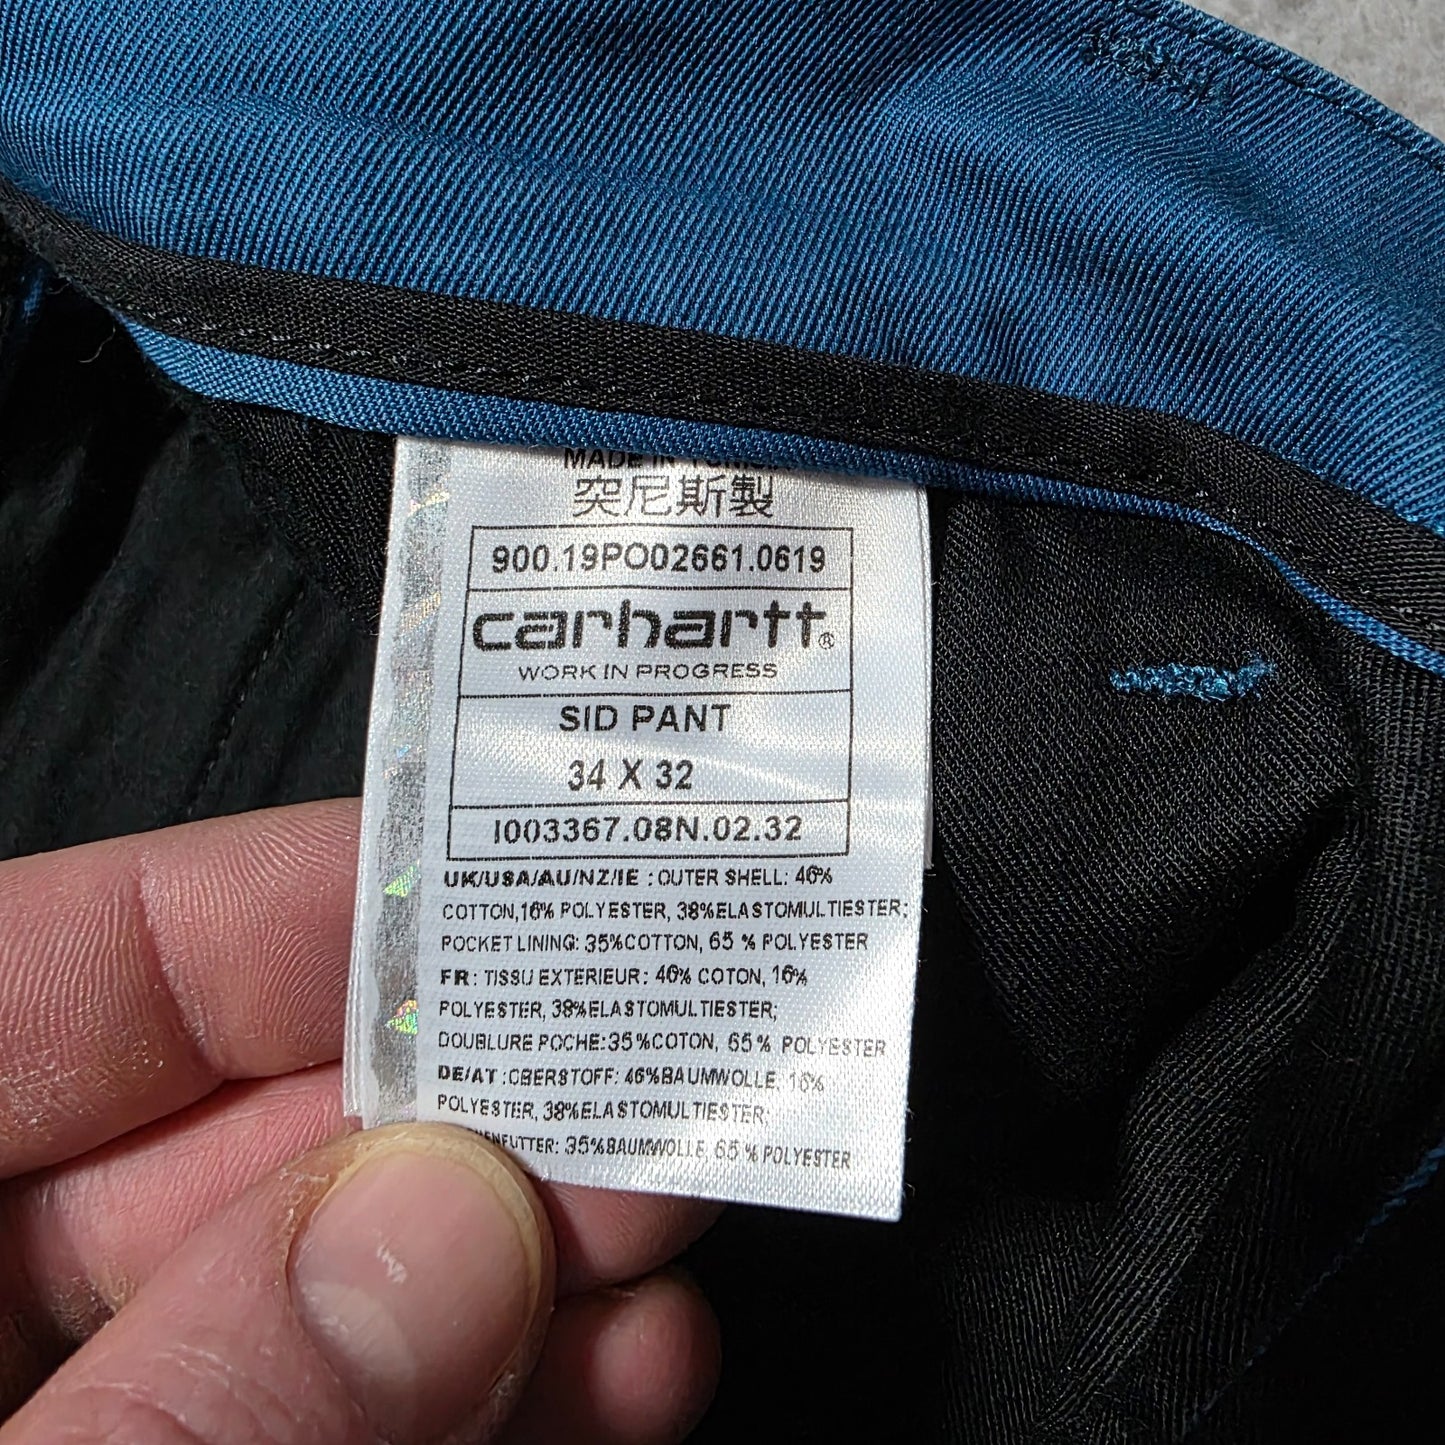 MADE IN TUNISIA
突尼斯製
900.19PO02661.0619
carhartt®
WORK IN PROGRESS
SID PANT
34 X 32
I003367.08N.02.32
UK/USA/AU/NZ/IE :OUTER SHELL: 46%
COTTON,16% POLYESTER, 38%ELASTOMULTIESTER;
POCKET LINING: 35%COTTON, 65 % POLYESTER
FR: TISSU EXTERIEUR: 46% COTON, 16%
POLYESTER, 38%ELASTOMULTIESTER;
DOUBLURE POCHE:35%COTON, 65 % POLYESTER
DE/AT :OBERSTOFF: 46%BAUMWOLLE, 16%
POLYESTER, 38%ELASTOMULTIESTER;
35%BAUMWOLLE, 65 % POLYESTER